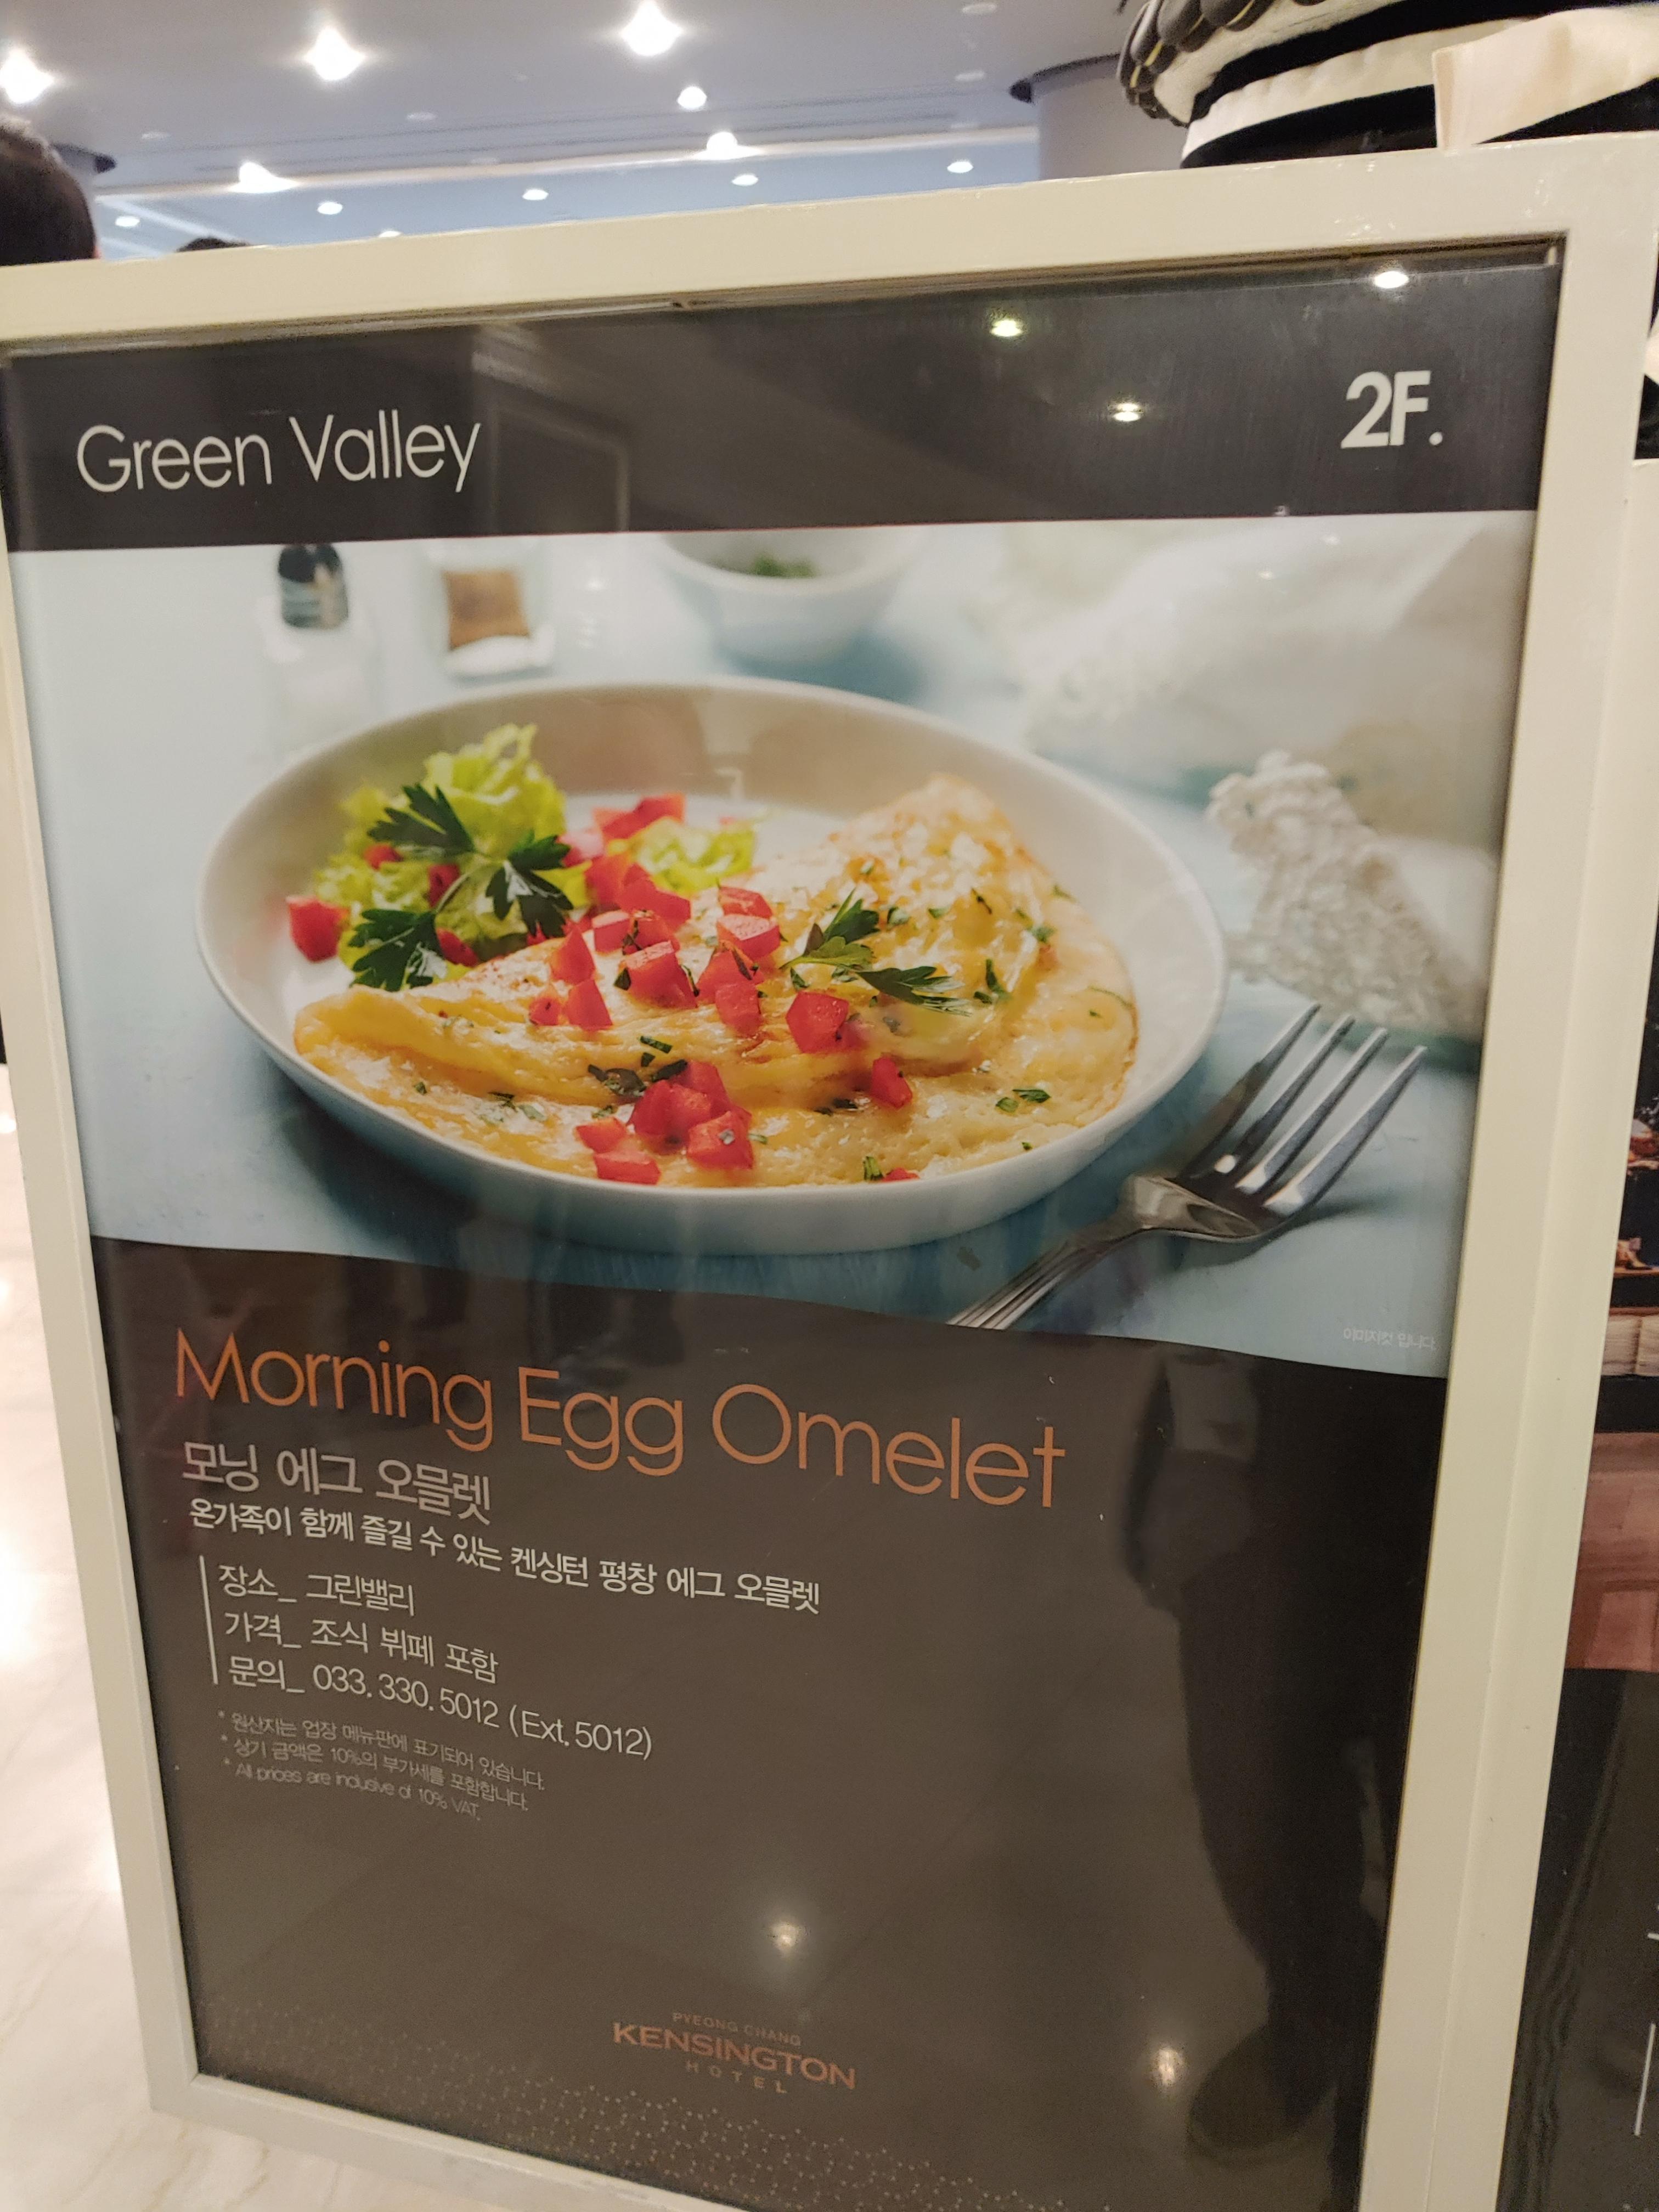 Green Valley
2F.
Morning Egg Omelet
모닝 에그 오믈렛
온가족이 함께 즐길 수 있는 켄싱턴 평창 에그 오믈렛
장소_ 그린밸리
가격_ 조식 뷔페 포함
문의_ 033. 330. 5012 (Ext. 5012)
* 원산지는 업장 메뉴판에 표기되어 있습니다.
* 상기 금액은 10%의 부가세를 포함합니다.
* All prices are inclusive of 10% VAT.
PYEONG CHANG
KENSINGTON
HOTEL